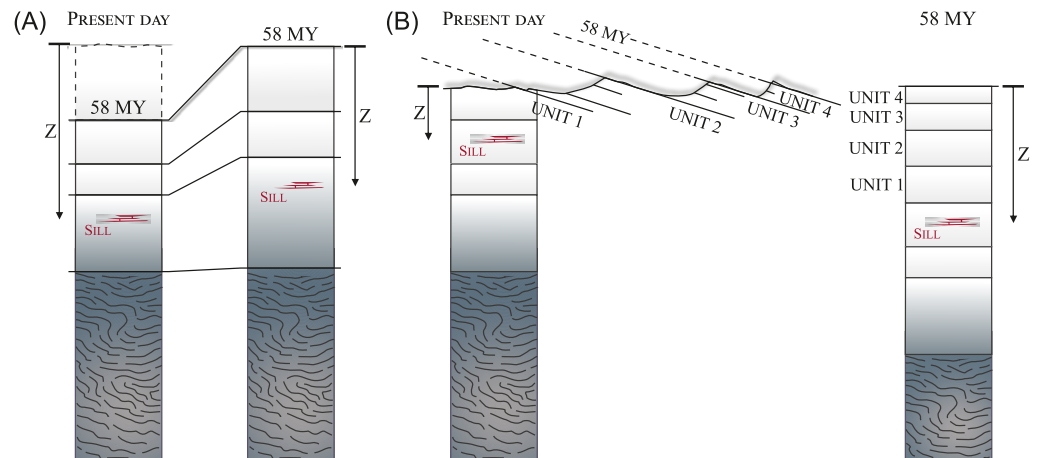 (A)
PRESENT DAY
58 MY
58 MY
Z
Z
SILL
SILL
(B)
PRESENT DAY
58 MY
58 MY
Z
SILL
UNIT 1
UNIT 2
UNIT 3
UNIT 4
UNIT 4
UNIT 3
UNIT 2
UNIT 1
Z
SILL